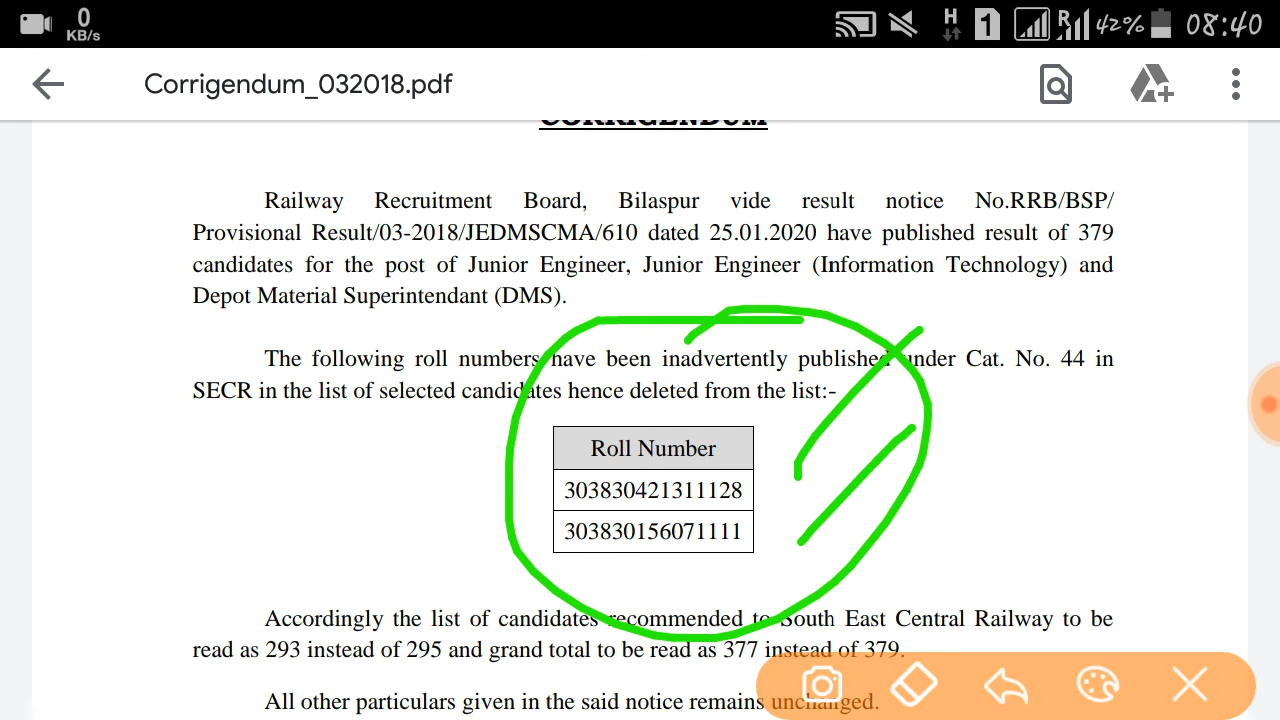 0
KB/s
H
1
R
42%
08:40
Corrigendum_032018.pdf
CORRIGENDUM
Railway Recruitment Board, Bilaspur vide result notice No.RRB/BSP/
Provisional Result/03-2018/JEDMSCMA/610 dated 25.01.2020 have published result of 379
candidates for the post of Junior Engineer, Junior Engineer (Information Technology) and
Depot Material Superintendant (DMS).
The following roll numbers have been inadvertently published under Cat. No. 44 in
SECR in the list of selected candidates hence deleted from the list:-
Roll Number
303830421311128
303830156071111
Accordingly the list of candidates recommended to South East Central Railway to be
read as 293 instead of 295 and grand total to be read as 377 instead of 379.
All other particulars given in the said notice remains unchanged.